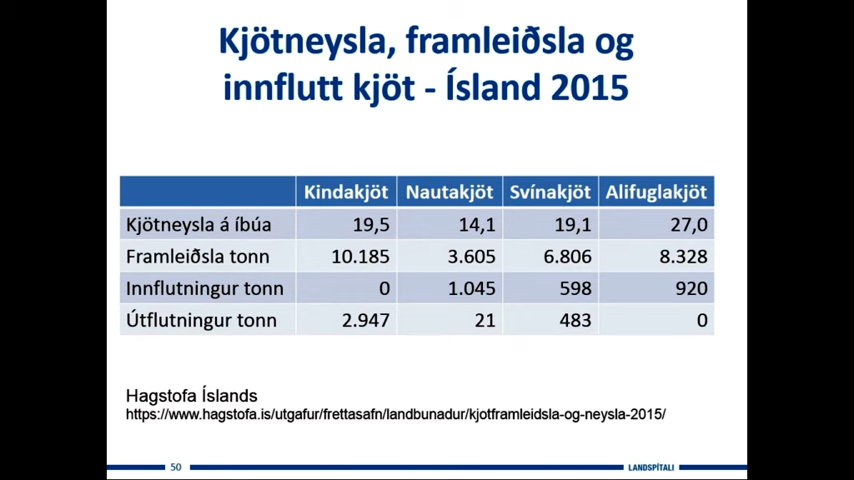 Kjötneysla, framleiðsla og
innflutt kjöt - Ísland 2015
Kindakjöt Nautakjöt Svínakjöt Alifuglakjöt
Kjötneysla á íbúa 19,5 14,1 19,1 27,0
Framleiðsla tonn 10.185 3.605 6.806 8.328
Innflutningur tonn 0 1.045 598 920
Útflutningur tonn 2.947 21 483 0
Hagstofa Íslands
https://www.hagstofa.is/utgafur/frettasafn/landbunadur/kjotframleidsla-og-neysla-2015/
50 LANDSPÍTALI